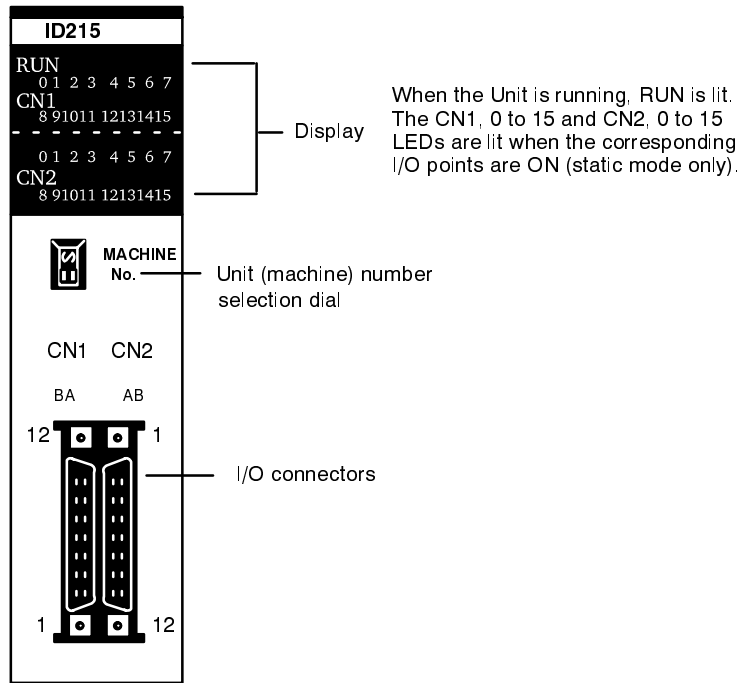 ID215
RUN
0 1 2 3 4 5 6 7
CN1
8 9 10 11 12 13 14 15
0 1 2 3 4 5 6 7
CN2
8 9 10 11 12 13 14 15
Display
When the Unit is running, RUN is lit.
The CN1, 0 to 15 and CN2, 0 to 15
LEDs are lit when the corresponding
I/O points are ON (static mode only).
MACHINE
No.
Unit (machine) number
selection dial
CN1 CN2
BA AB
12 1
I/O connectors
1 12